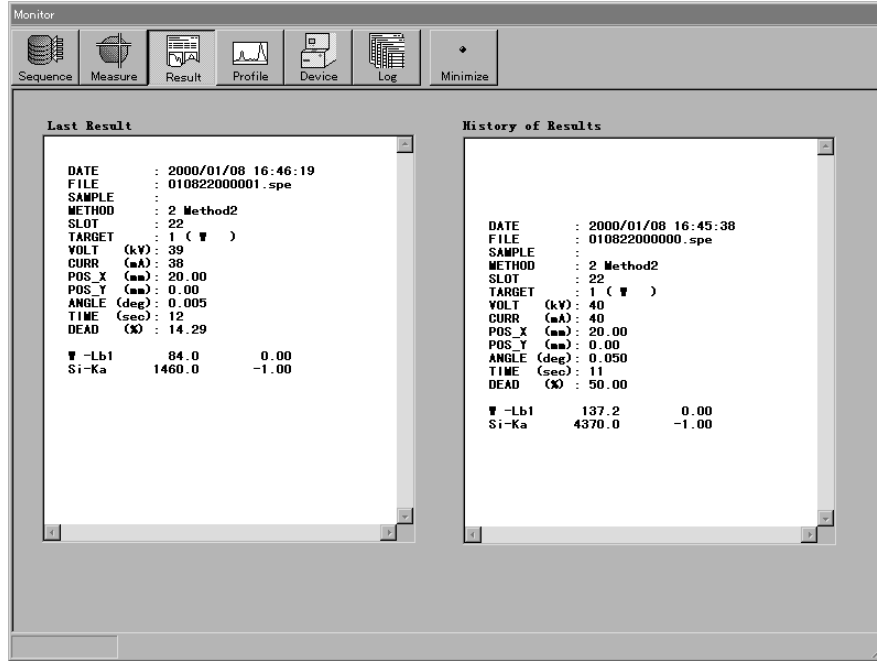 Monitor
Sequence Measure Result Profile Device Log Minimize
Last Result
DATE : 2000/01/08 16:46:19
FILE : 010822000001.spe
SAMPLE :
METHOD : 2 Method2
SLOT : 22
TARGET : 1 ( W )
VOLT (kV): 39
CURR (mA): 38
POS_X (mm): 20.00
POS_Y (mm): 0.00
ANGLE (deg): 0.005
TIME (sec): 12
DEAD (%) : 14.29
W -Lb1 84.0 0.00
Si-Ka 1460.0 -1.00
History of Results
DATE : 2000/01/08 16:45:38
FILE : 010822000000.spe
SAMPLE :
METHOD : 2 Method2
SLOT : 22
TARGET : 1 ( W )
VOLT (kV): 40
CURR (mA): 40
POS_X (mm): 20.00
POS_Y (mm): 0.00
ANGLE (deg): 0.050
TIME (sec): 11
DEAD (%) : 50.00
W -Lb1 137.2 0.00
Si-Ka 4370.0 -1.00